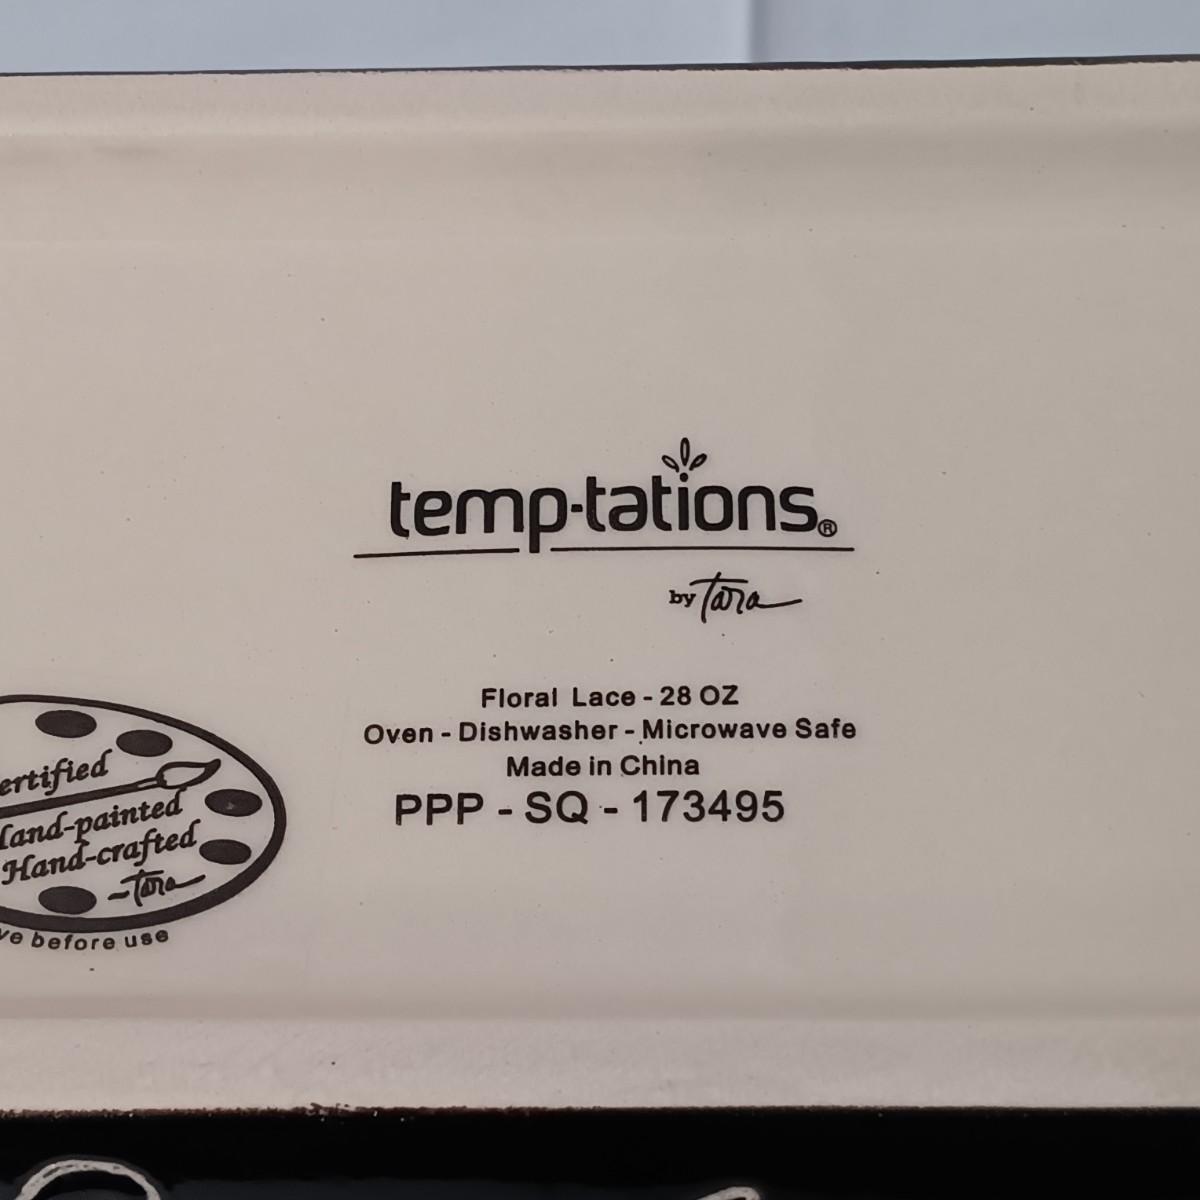 temp-tations®
by Tara
Floral Lace - 28 OZ
Oven - Dishwasher - Microwave Safe
Made in China
PPP - SQ - 173495
ertified
Hand-painted
Hand-crafted
~Tara
ve before use